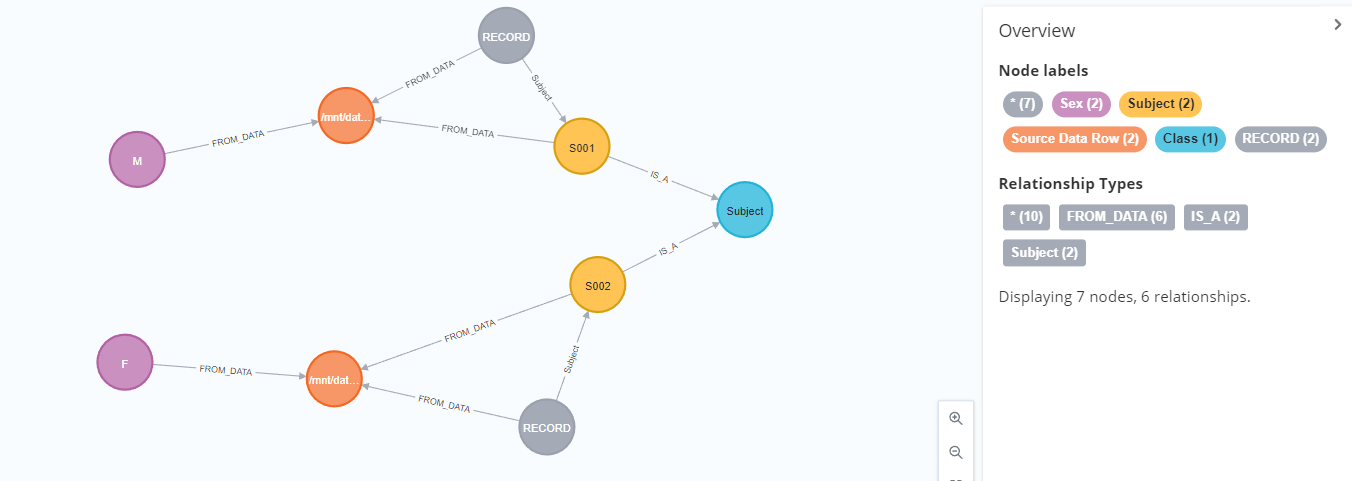 RECORD
FROM_DATA
Subject
/mnt/dat...
FROM_DATA
M
FROM_DATA
S001
IS_A
Subject
IS_A
S002
FROM_DATA
Subject
F
FROM_DATA
/mnt/dat...
FROM_DATA
RECORD
Overview
Node labels
* (7) Sex (2) Subject (2)
Source Data Row (2) Class (1) RECORD (2)
Relationship Types
* (10) FROM_DATA (6) IS_A (2)
Subject (2)
Displaying 7 nodes, 6 relationships.